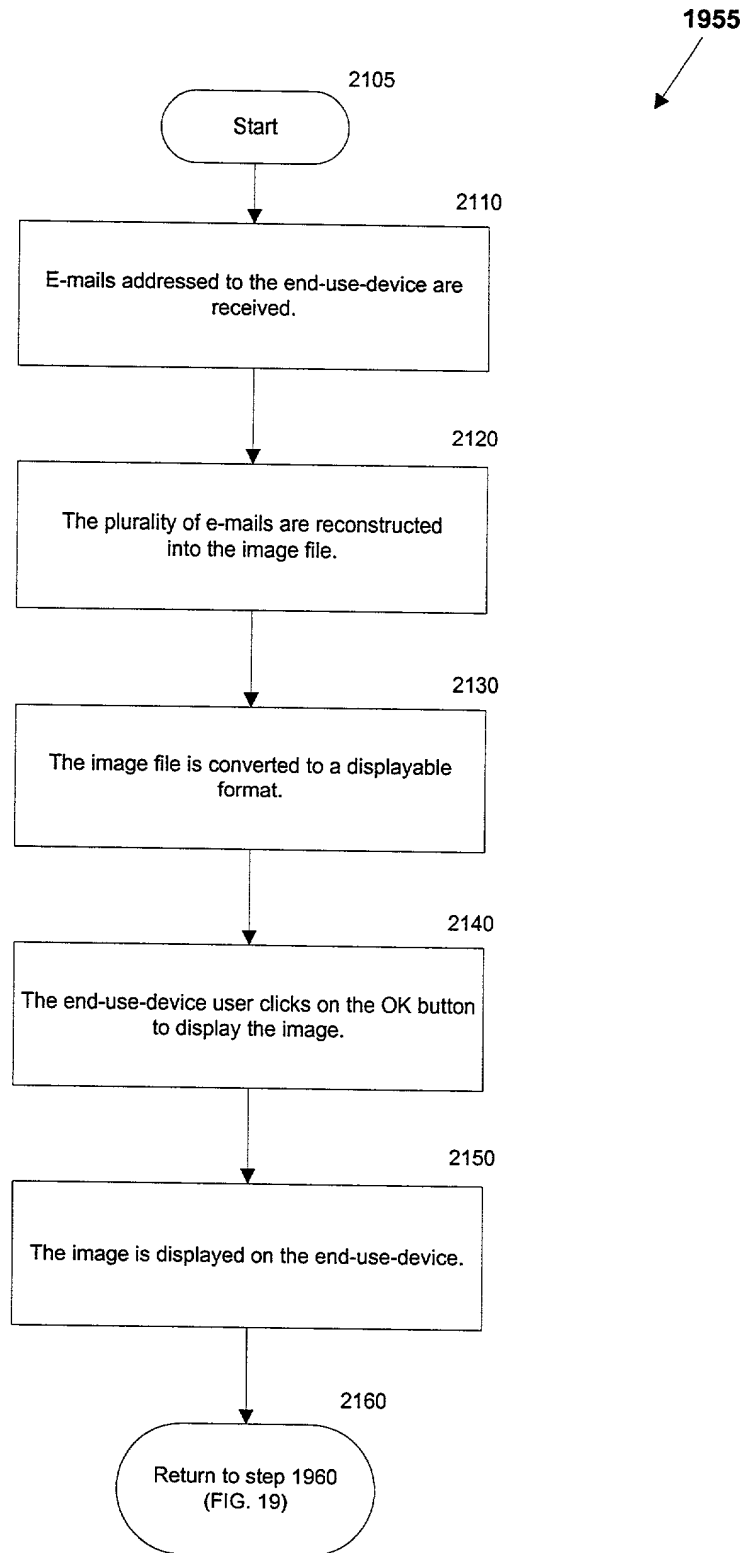 1955
2105
Start
2110
E-mails addressed to the end-use-device are
received.
2120
The plurality of e-mails are reconstructed
into the image file.
2130
The image file is converted to a displayable
format.
2140
The end-use-device user clicks on the OK button
to display the image.
2150
The image is displayed on the end-use-device.
2160
Return to step 1960
(FIG. 19)